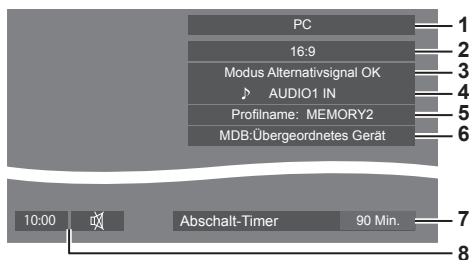 PC 1
16:9 2
Modus Alternativsignal OK 3
♪ AUDIO1 IN 4
Profilname: MEMORY2 5
MDB:Übergeordnetes Gerät 6
10:00 Abschalt-Timer 90 Min. 7
8